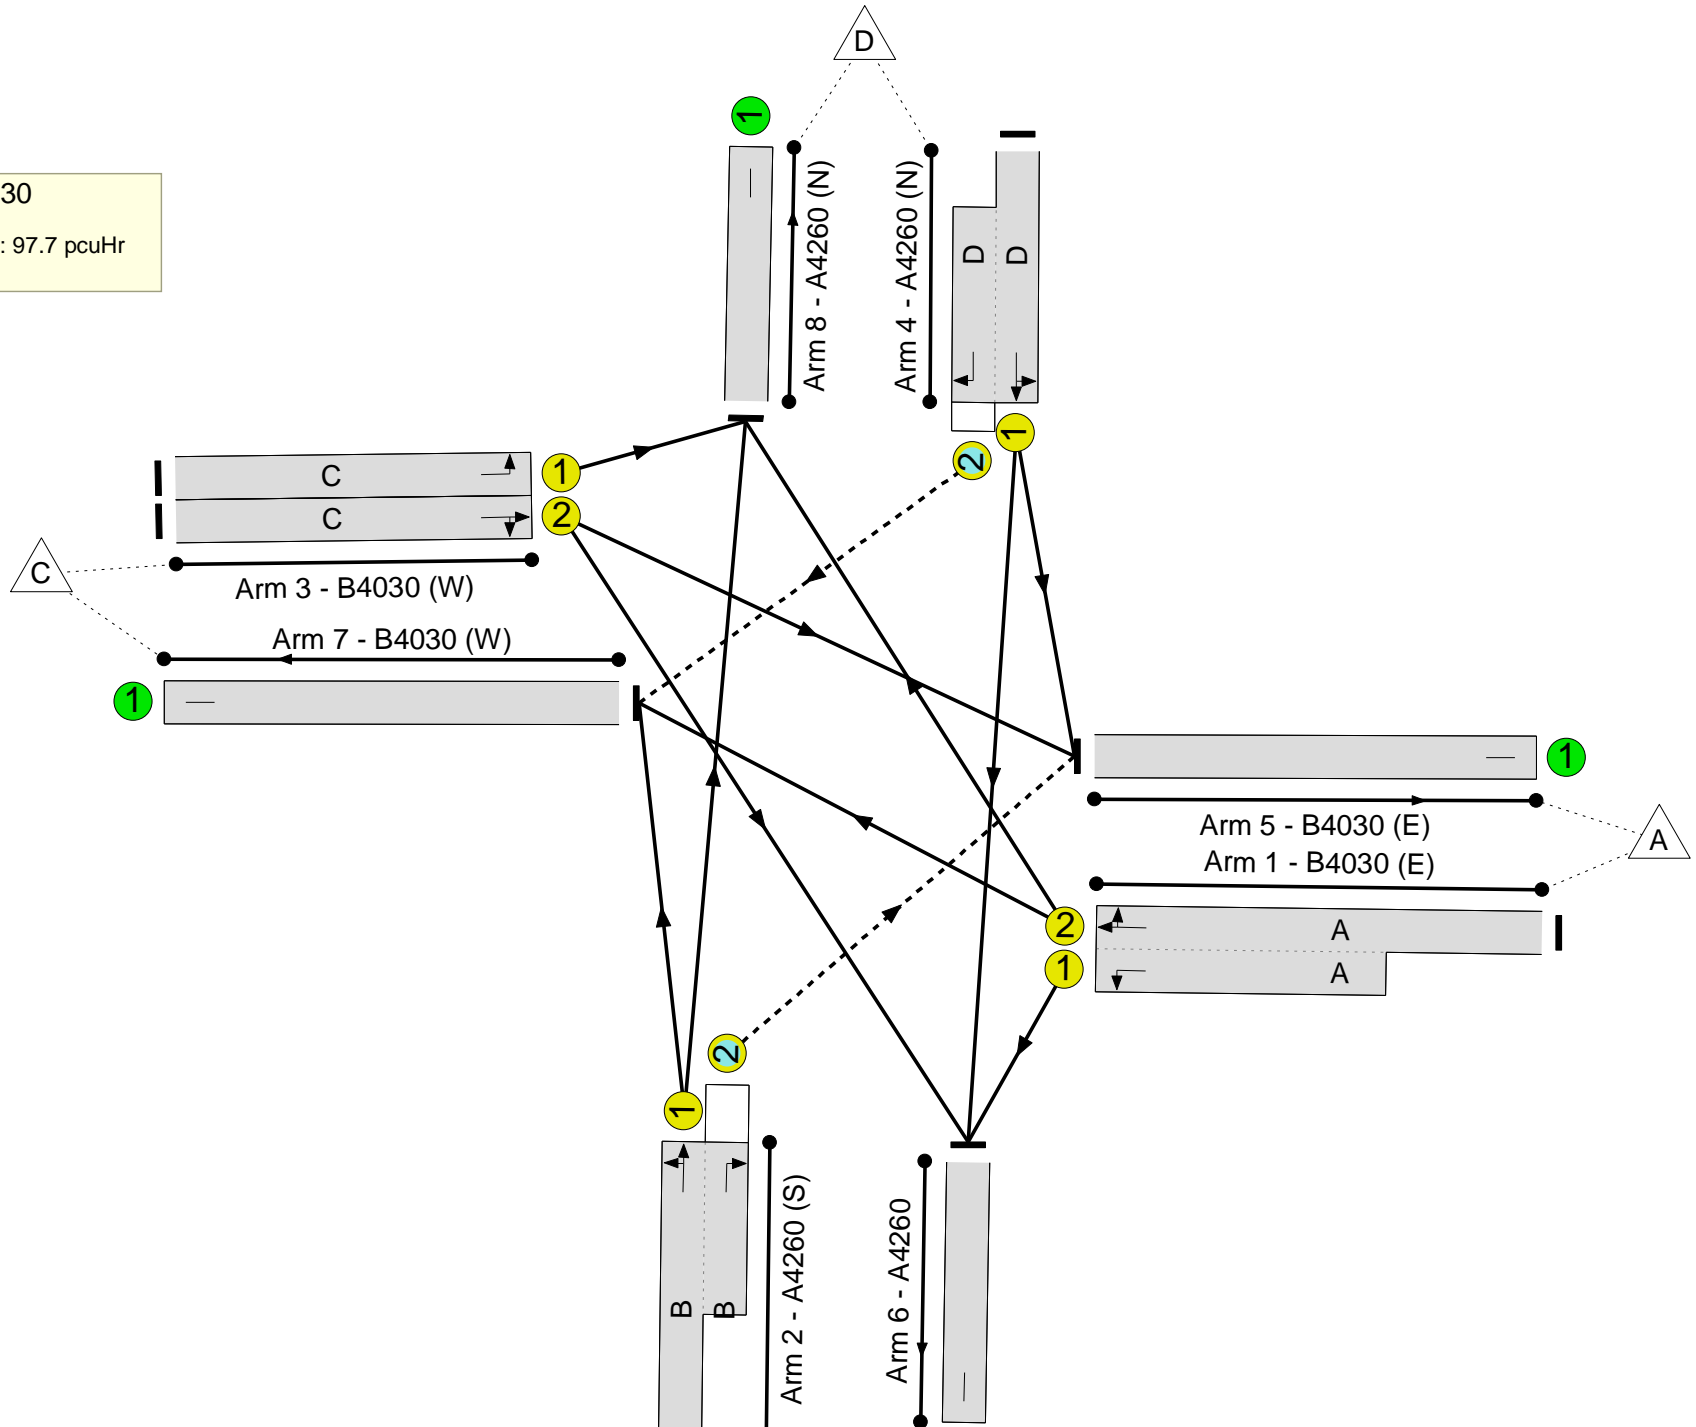 D
1
30
: 97.7 pcuHr
Arm 8 - A4260 (N)
Arm 4 - A4260 (N)
D
D
1
2
C
1
C
2
C
Arm 3 - B4030 (W)
Arm 7 - B4030 (W)
1
1
Arm 5 - B4030 (E)
A
Arm 1 - B4030 (E)
2
A
1
A
2
1
Arm 2 - A4260 (S)
Arm 6 - A4260
B
B